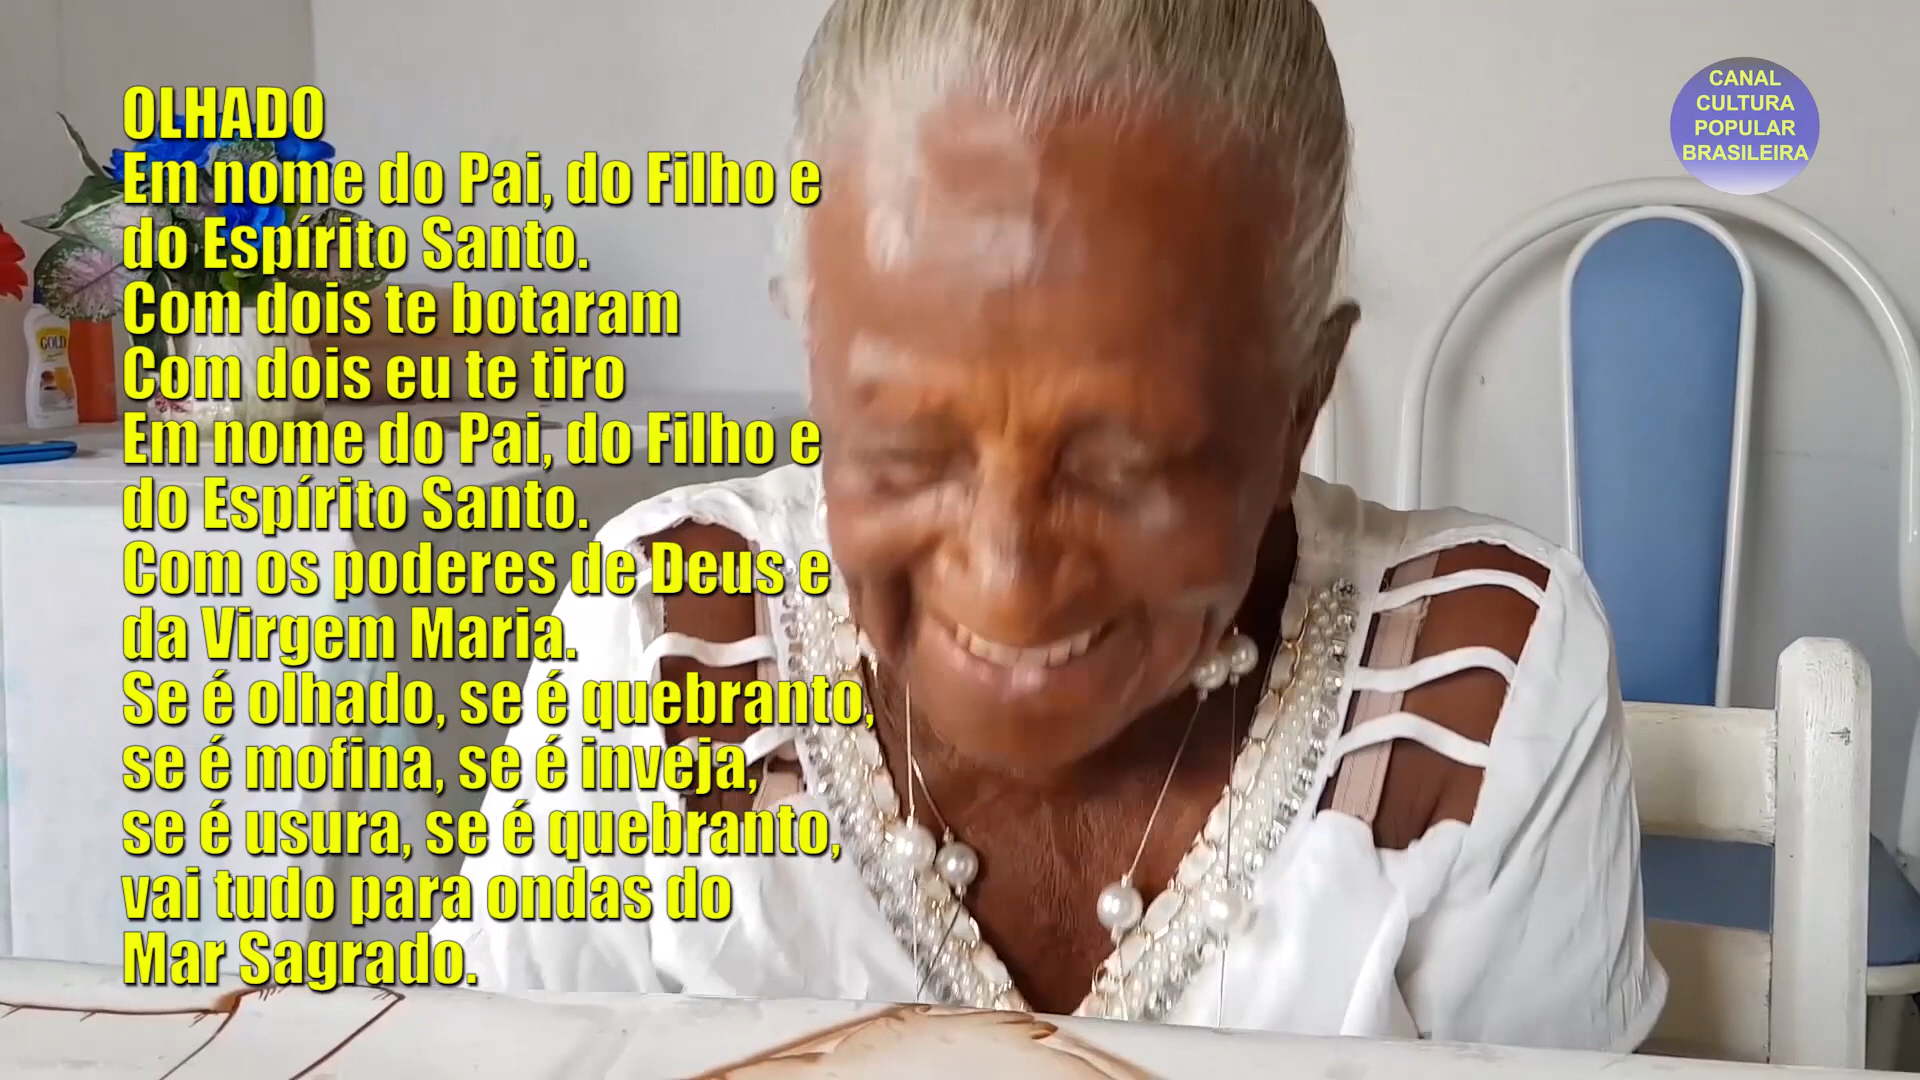 OLHADO
Em nome do Pai, do Filho e
do Espírito Santo.
Com dois te botaram
Com dois eu te tiro
Em nome do Pai, do Filho e
do Espírito Santo.
Com os poderes de Deus e
da Virgem Maria.
Se é olhado, se é quebranto,
se é mofina, se é inveja,
se é usura, se é quebranto,
vai tudo para ondas do
Mar Sagrado.
CANAL
CULTURA
POPULAR
BRASILEIRA
GOLD